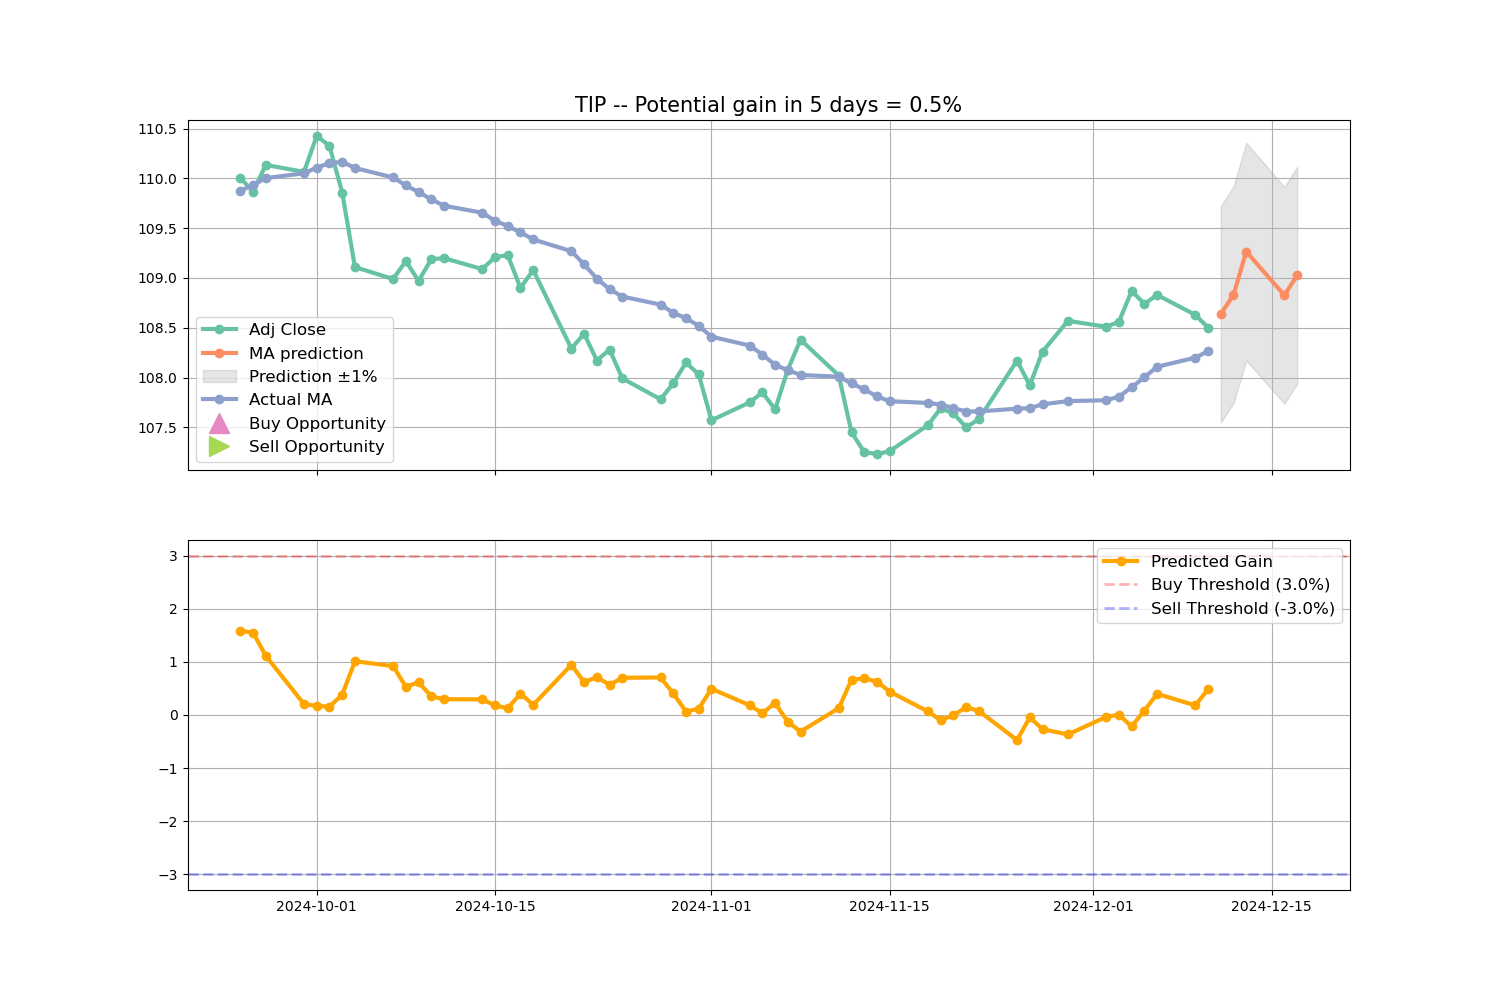 TIP -- Potential gain in 5 days = 0.5%
110.5
110.0
109.5
109.0
108.5
108.0
107.5
Adj Close
MA prediction
Prediction ±1%
Actual MA
Buy Opportunity
Sell Opportunity
3
2
1
0
−1
−2
−3
Predicted Gain
Buy Threshold (3.0%)
Sell Threshold (-3.0%)
2024-10-01 2024-10-15 2024-11-01 2024-11-15 2024-12-01 2024-12-15